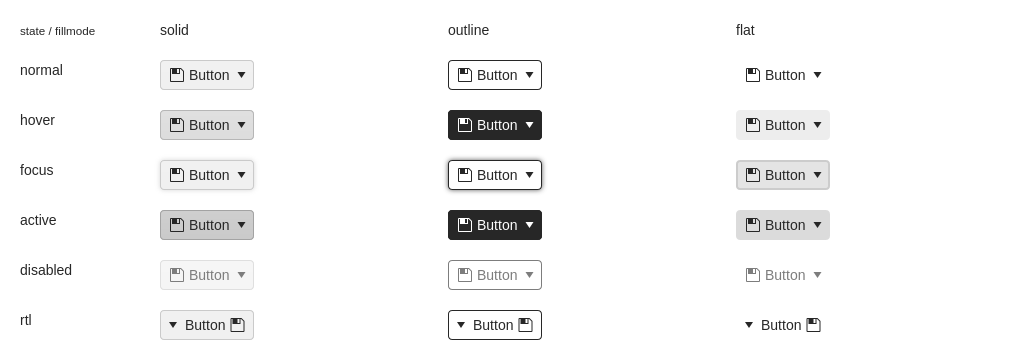 state / fillmode solid outline flat
normal Button Button Button
hover Button Button Button
focus Button Button Button
active Button Button Button
disabled Button Button Button
rtl Button Button Button